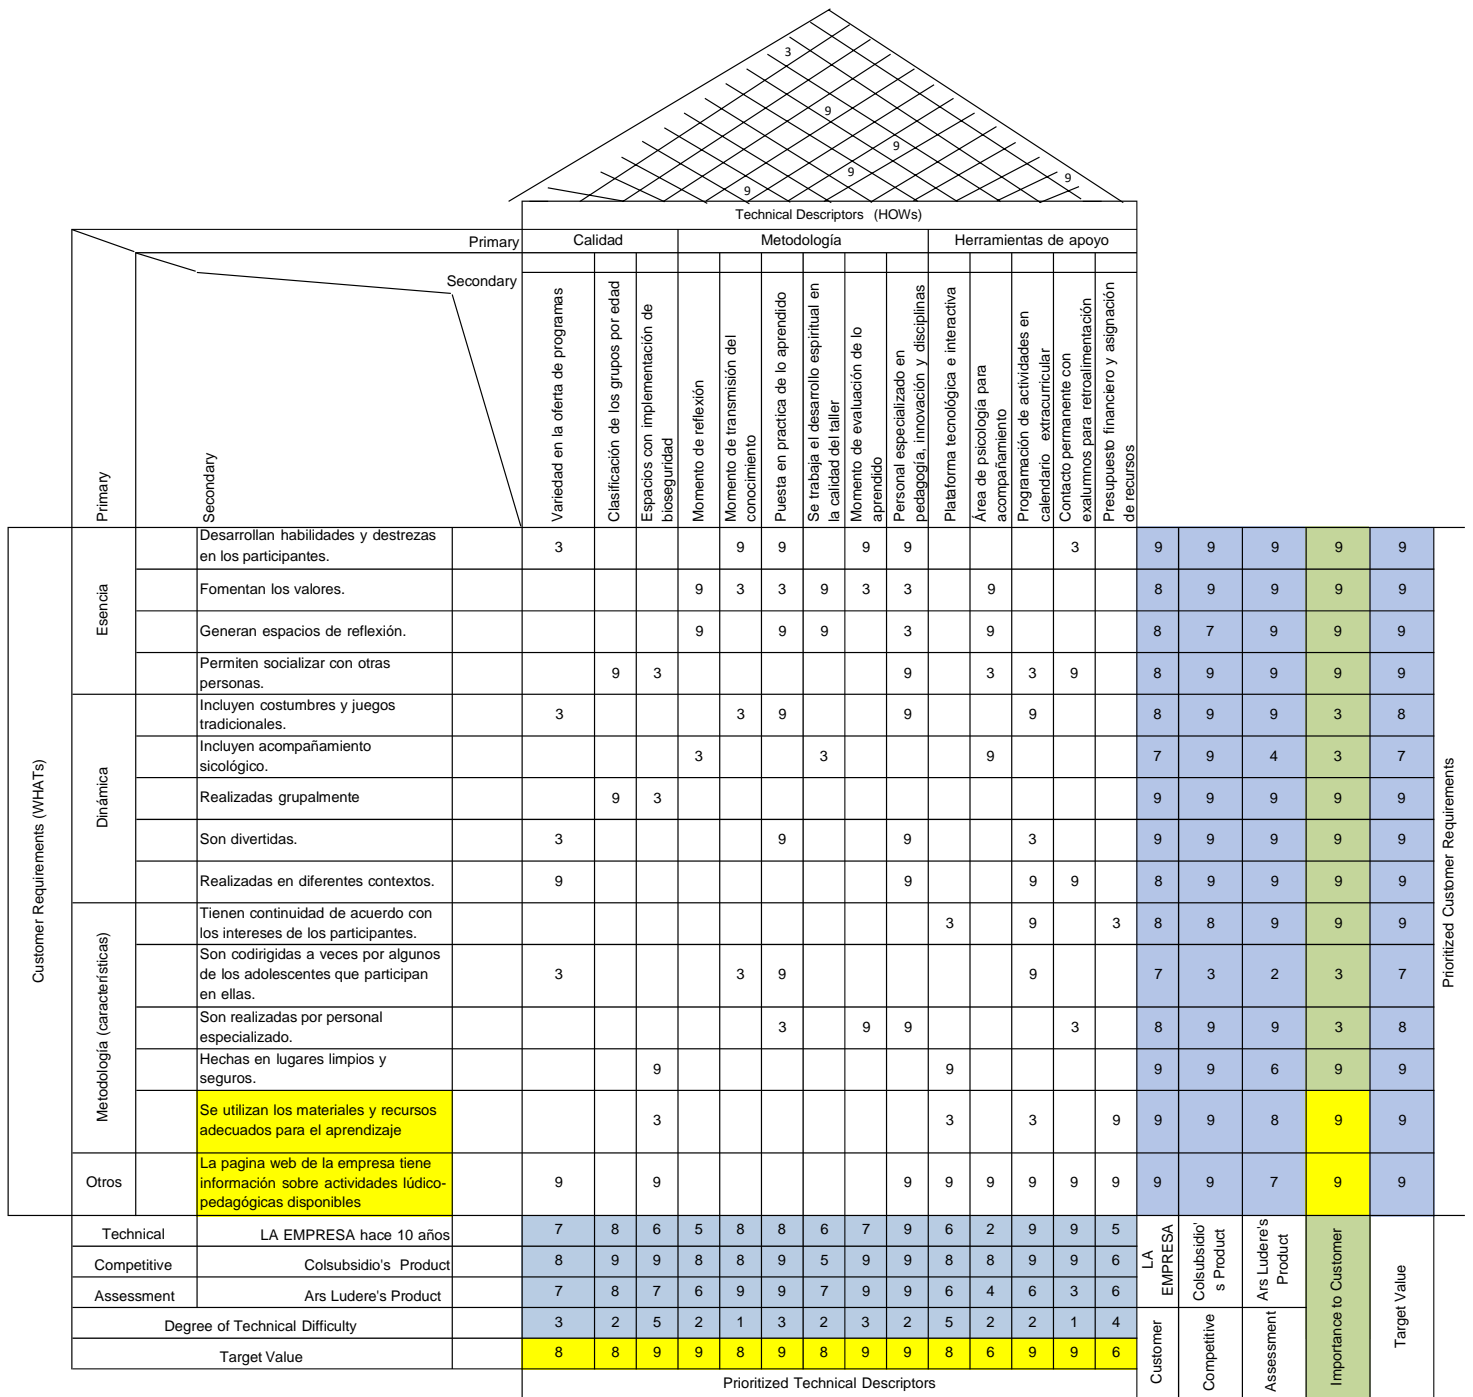 3
9
9
9
9
9
Technical Descriptors (HOWs)
Primary
Calidad
Metodología
Herramientas de apoyo
Secondary
Primary
Secondary
Variedad en la oferta de programas
Clasificación de los grupos por edad
Espacios con implementación de
bioseguridad
Momento de reflexión
Momento de transmisión del
conocimiento
Puesta en practica de lo aprendido
Se trabaja el desarrollo espiritual en
la calidad del taller
Momento de evaluación de lo
aprendido
Personal especializado en
pedagogía, innovación y disciplinas
Plataforma tecnológica e interactiva
Área de psicología para
acompañamiento
Programación de actividades en
calendario extracurricular
Contacto permanente con
exalumnos para retroalimentación
Presupuesto financiero y asignación
de recursos
Customer Requirements (WHATs)
Esencia
Desarrollan habilidades y destrezas
en los participantes.
3 9 9 9 9 3 9 9 9 9 9
Fomentan los valores.
9 3 3 9 3 3 9 8 9 9 9 9
Generan espacios de reflexión.
9 9 9 3 9 8 7 9 9 9
Permiten socializar con otras
personas.
9 3 9 3 3 9 8 9 9 9 9
Dinámica
Incluyen costumbres y juegos
tradicionales.
3 3 9 9 9 8 9 9 3 8
Incluyen acompañamiento
sicológico.
3 3 9 7 9 4 3 7
Realizadas grupalmente
9 3 9 9 9 9 9
Son divertidas.
3 9 9 3 9 9 9 9 9
Realizadas en diferentes contextos.
9 9 9 9 8 9 9 9 9
Metodología (características)
Tienen continuidad de acuerdo con
los intereses de los participantes.
3 9 3 8 8 9 9 9
Son codirigidas a veces por algunos
de los adolescentes que participan
en ellas.
3 3 9 9 7 3 2 3 7
Son realizadas por personal
especializado.
3 9 9 3 8 9 9 3 8
Hechas en lugares limpios y
seguros.
9 9 9 9 6 9 9
Se utilizan los materiales y recursos
adecuados para el aprendizaje
3 3 3 9 9 9 8 9 9
Otros
La pagina web de la empresa tiene
información sobre actividades lúdico-
pedagógicas disponibles
9 9 9 9 9 9 9 9 9 9 7 9 9
Prioritized Customer Requirements
Technical
LA EMPRESA hace 10 años
7 8 6 5 8 8 6 7 9 6 2 9 9 5
Competitive
Colsubsidio's Product
8 9 9 8 8 9 5 9 9 8 8 9 9 6
Assessment
Ars Ludere's Product
7 8 7 6 9 9 7 9 9 6 4 6 3 6
Degree of Technical Difficulty
3 2 5 2 1 3 2 3 2 5 2 2 1 4
Target Value
8 8 9 9 8 9 8 9 9 8 6 9 9 6
Prioritized Technical Descriptors
LA
EMPRESA
Colsubsidio'
s Product
Ars Ludere's
Product
Customer
Competitive
Assessment
Importance to Customer
Target Value